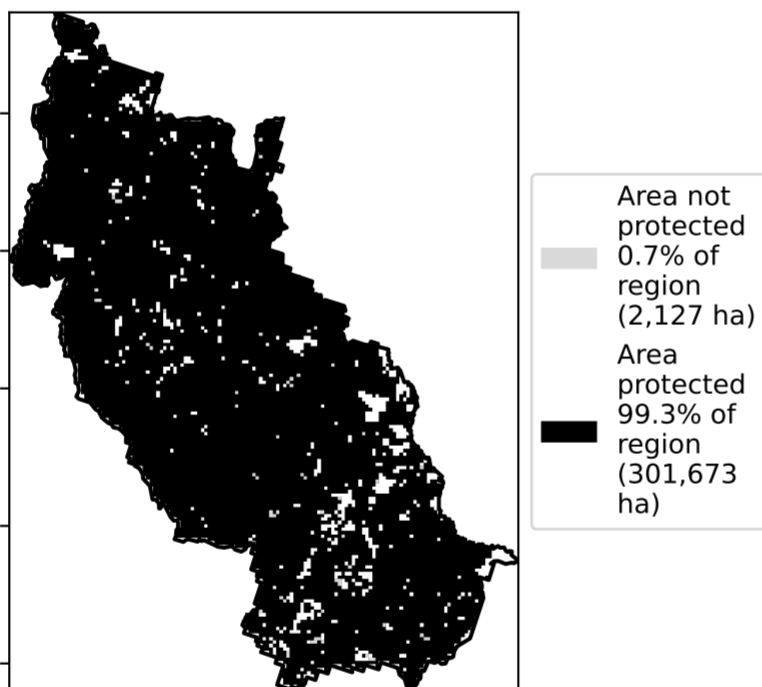 Area not
protected
0.7% of
region
(2,127 ha)
Area
protected
99.3% of
region
(301,673
ha)